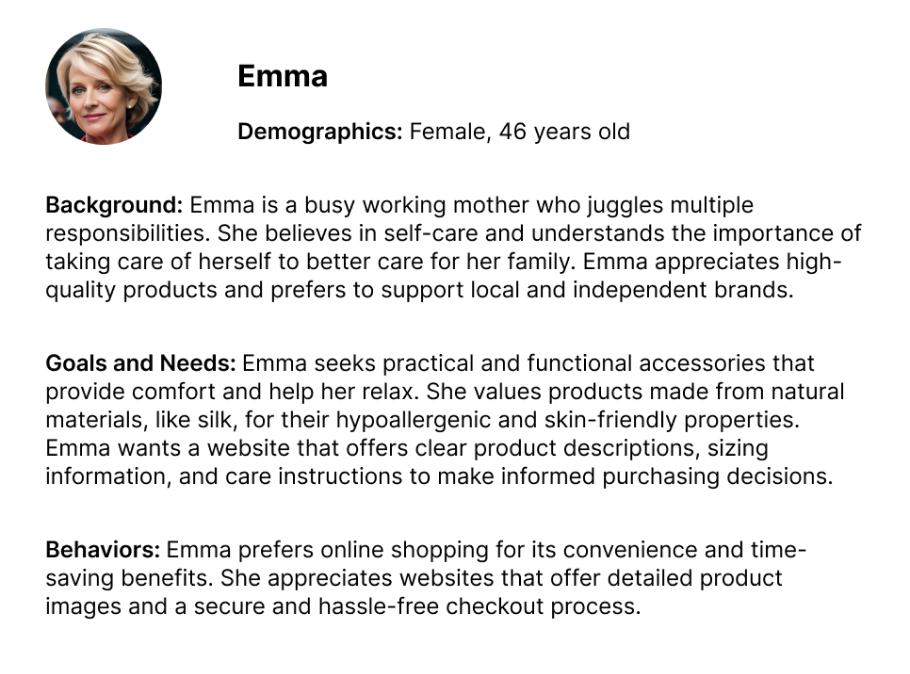 Emma
Demographics: Female, 46 years old
Background: Emma is a busy working mother who juggles multiple
responsibilities. She believes in self-care and understands the importance of
taking care of herself to better care for her family. Emma appreciates high-
quality products and prefers to support local and independent brands.
Goals and Needs: Emma seeks practical and functional accessories that
provide comfort and help her relax. She values products made from natural
materials, like silk, for their hypoallergenic and skin-friendly properties.
Emma wants a website that offers clear product descriptions, sizing
information, and care instructions to make informed purchasing decisions.
Behaviors: Emma prefers online shopping for its convenience and time-
saving benefits. She appreciates websites that offer detailed product
images and a secure and hassle-free checkout process.